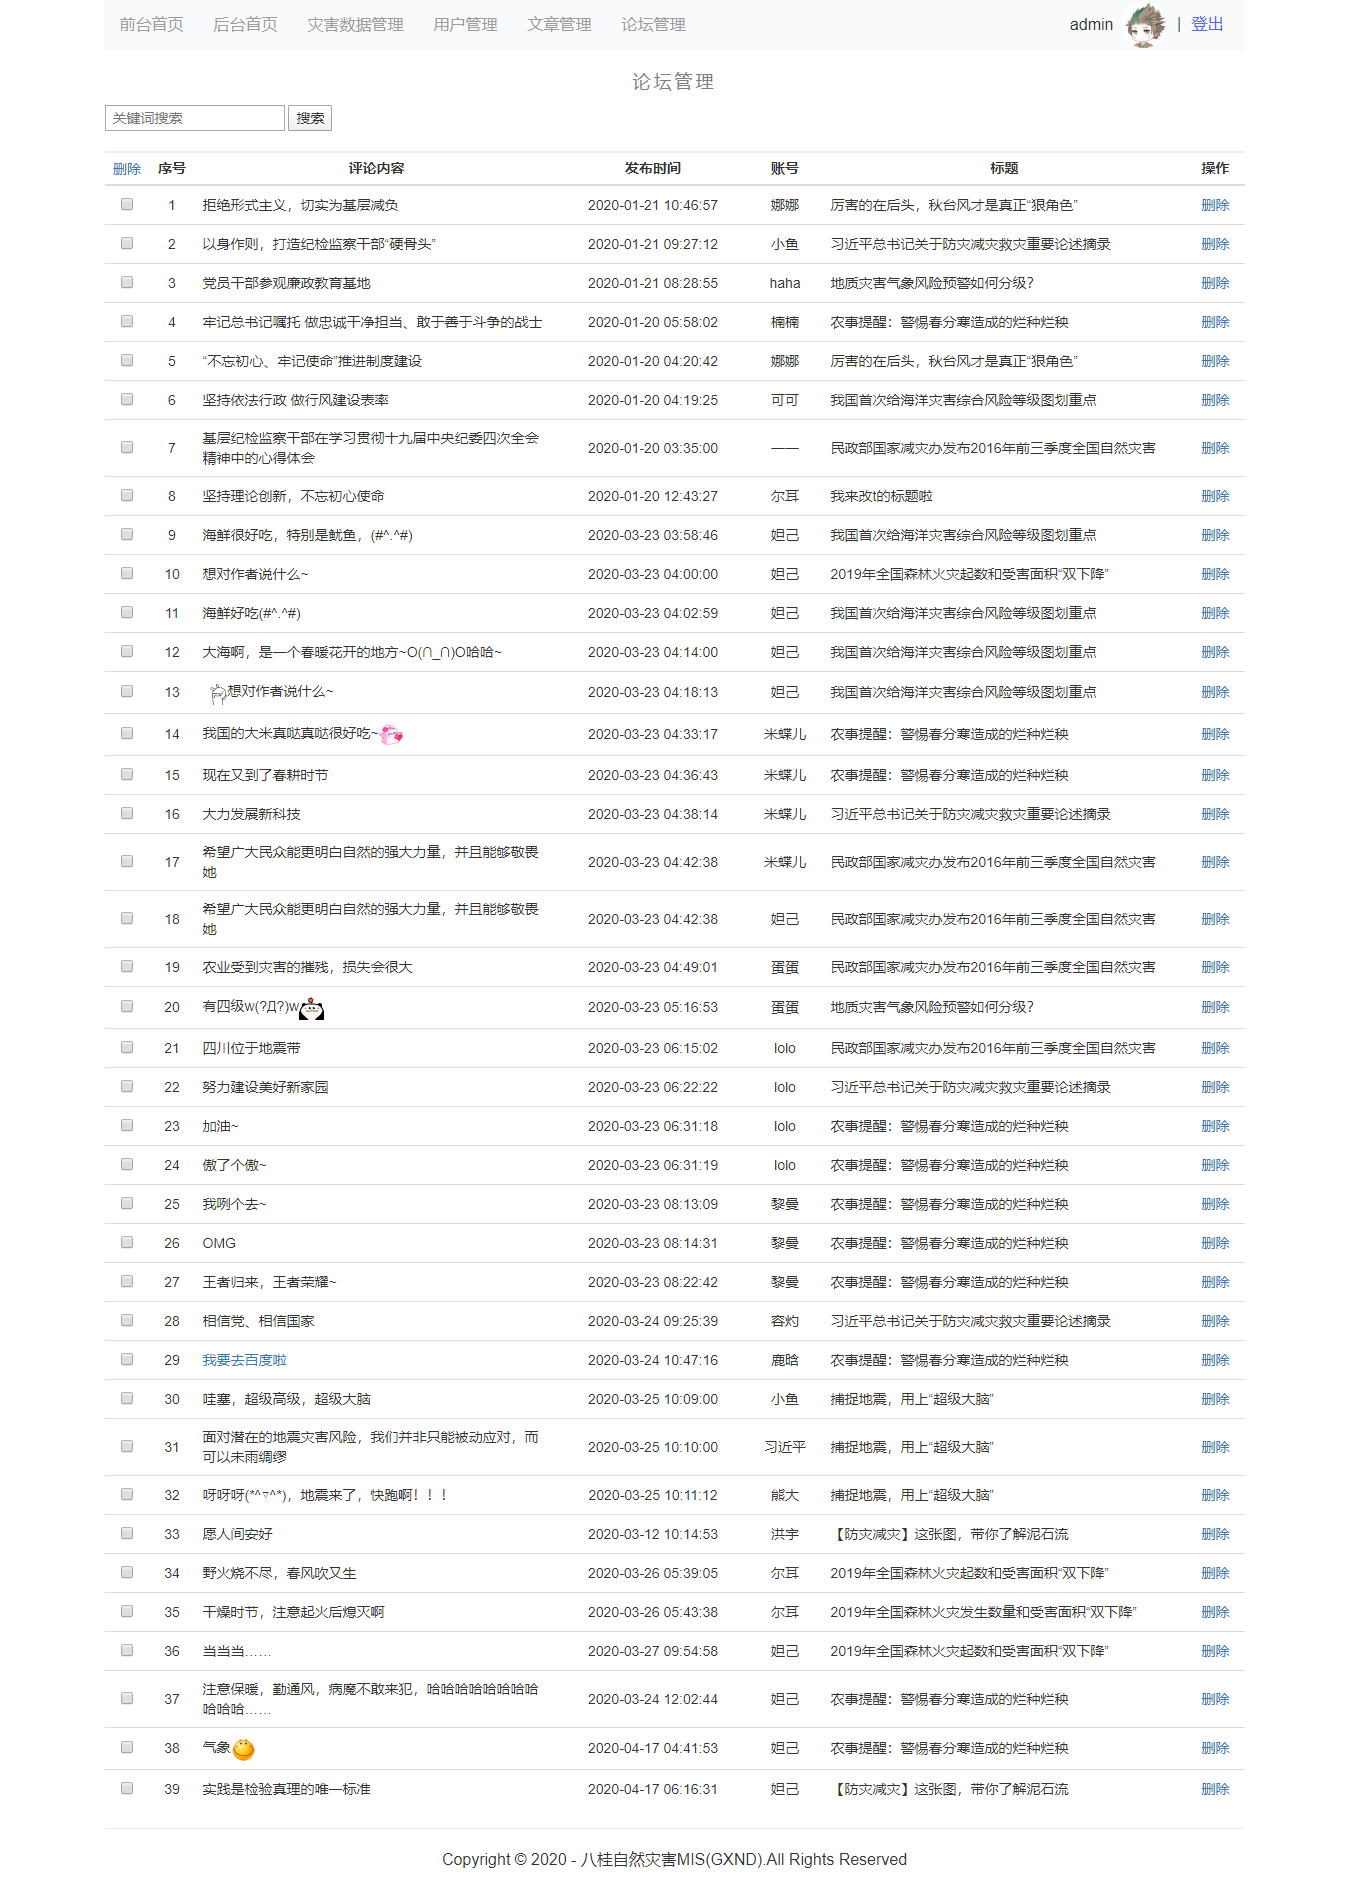 前台首页 后台首页 灾害数据管理 用户管理 文章管理 论坛管理 admin | 登出
论坛管理
关键词搜索 搜索
删除 序号 评论内容 发布时间 账号 标题 操作
1 拒绝形式主义，切实为基层减负 2020-01-21 10:46:57 娜娜 厉害的在后头，秋台风才是真正“狠角色” 删除
2 以身作则，打造纪检监察干部“硬骨头” 2020-01-21 09:27:12 小鱼 习近平总书记关于防灾减灾救灾重要论述摘录 删除
3 党员干部参观廉政教育基地 2020-01-21 08:28:55 haha 地质灾害气象风险预警如何分级？ 删除
4 牢记总书记嘱托 做忠诚干净担当、敢于善于斗争的战士 2020-01-20 05:58:02 楠楠 农事提醒：警惕春分寒造成的烂种烂秧 删除
5 “不忘初心、牢记使命”推进制度建设 2020-01-20 04:20:42 娜娜 厉害的在后头，秋台风才是真正“狠角色” 删除
6 坚持依法行政 做行风建设表率 2020-01-20 04:19:25 可可 我国首次给海洋灾害综合风险等级图划重点 删除
7 基层纪检监察干部在学习贯彻十九届中央纪委四次全会
精神中的心得体会 2020-01-20 03:35:00 —— 民政部国家减灾办发布2016年前三季度全国自然灾害 删除
8 坚持理论创新，不忘初心使命 2020-01-20 12:43:27 尔耳 我来改t的标题啦 删除
9 海鲜很好吃，特别是鱿鱼，(#^.^#) 2020-03-23 03:58:46 妲己 我国首次给海洋灾害综合风险等级图划重点 删除
10 想对作者说什么~ 2020-03-23 04:00:00 妲己 2019年全国森林火灾起数和受害面积“双下降” 删除
11 海鲜好吃(#^.^#) 2020-03-23 04:02:59 妲己 我国首次给海洋灾害综合风险等级图划重点 删除
12 大海啊，是一个春暖花开的地方~O(∩_∩)O哈哈~ 2020-03-23 04:14:00 妲己 我国首次给海洋灾害综合风险等级图划重点 删除
13 想对作者说什么~ 2020-03-23 04:18:13 妲己 我国首次给海洋灾害综合风险等级图划重点 删除
14 我国的大米真哒真哒很好吃~ 2020-03-23 04:33:17 米蝶儿 农事提醒：警惕春分寒造成的烂种烂秧 删除
15 现在又到了春耕时节 2020-03-23 04:36:43 米蝶儿 农事提醒：警惕春分寒造成的烂种烂秧 删除
16 大力发展新科技 2020-03-23 04:38:14 米蝶儿 习近平总书记关于防灾减灾救灾重要论述摘录 删除
17 希望广大民众能更明白自然的强大力量，并且能够敬畏
她 2020-03-23 04:42:38 米蝶儿 民政部国家减灾办发布2016年前三季度全国自然灾害 删除
18 希望广大民众能更明白自然的强大力量，并且能够敬畏
她 2020-03-23 04:42:38 妲己 民政部国家减灾办发布2016年前三季度全国自然灾害 删除
19 农业受到灾害的摧残，损失会很大 2020-03-23 04:49:01 蛋蛋 民政部国家减灾办发布2016年前三季度全国自然灾害 删除
20 有四级w(?Д?)w 2020-03-23 05:16:53 蛋蛋 地质灾害气象风险预警如何分级？ 删除
21 四川位于地震带 2020-03-23 06:15:02 lolo 民政部国家减灾办发布2016年前三季度全国自然灾害 删除
22 努力建设美好新家园 2020-03-23 06:22:22 lolo 习近平总书记关于防灾减灾救灾重要论述摘录 删除
23 加油~ 2020-03-23 06:31:18 lolo 农事提醒：警惕春分寒造成的烂种烂秧 删除
24 傲了个傲~ 2020-03-23 06:31:19 lolo 农事提醒：警惕春分寒造成的烂种烂秧 删除
25 我咧个去~ 2020-03-23 08:13:09 黎曼 农事提醒：警惕春分寒造成的烂种烂秧 删除
26 OMG 2020-03-23 08:14:31 黎曼 农事提醒：警惕春分寒造成的烂种烂秧 删除
27 王者归来，王者荣耀~ 2020-03-23 08:22:42 黎曼 农事提醒：警惕春分寒造成的烂种烂秧 删除
28 相信党、相信国家 2020-03-24 09:25:39 容灼 习近平总书记关于防灾减灾救灾重要论述摘录 删除
29 我要去百度啦 2020-03-24 10:47:16 鹿晗 农事提醒：警惕春分寒造成的烂种烂秧 删除
30 哇塞，超级高级，超级大脑 2020-03-25 10:09:00 小鱼 捕捉地震，用上“超级大脑” 删除
31 面对潜在的地震灾害风险，我们并非只能被动应对，而
可以未雨绸缪 2020-03-25 10:10:00 习近平 捕捉地震，用上“超级大脑” 删除
32 呀呀呀(*^▽^*)，地震来了，快跑啊！！！ 2020-03-25 10:11:12 熊大 捕捉地震，用上“超级大脑” 删除
33 愿人间安好 2020-03-12 10:14:53 洪宇 【防灾减灾】这张图，带你了解泥石流 删除
34 野火烧不尽，春风吹又生 2020-03-26 05:39:05 尔耳 2019年全国森林火灾起数和受害面积“双下降” 删除
35 干燥时节，注意起火后熄灭啊 2020-03-26 05:43:38 尔耳 2019年全国森林火灾发生数量和受害面积“双下降” 删除
36 当当当…… 2020-03-27 09:54:58 妲己 2019年全国森林火灾起数和受害面积“双下降” 删除
37 注意保暖，勤通风，病魔不敢来犯，哈哈哈哈哈哈哈哈
哈哈哈…… 2020-03-24 12:02:44 妲己 农事提醒：警惕春分寒造成的烂种烂秧 删除
38 气象 2020-04-17 04:41:53 妲己 农事提醒：警惕春分寒造成的烂种烂秧 删除
39 实践是检验真理的唯一标准 2020-04-17 06:16:31 妲己 【防灾减灾】这张图，带你了解泥石流 删除
Copyright © 2020 - 八桂自然灾害MIS(GXND).All Rights Reserved